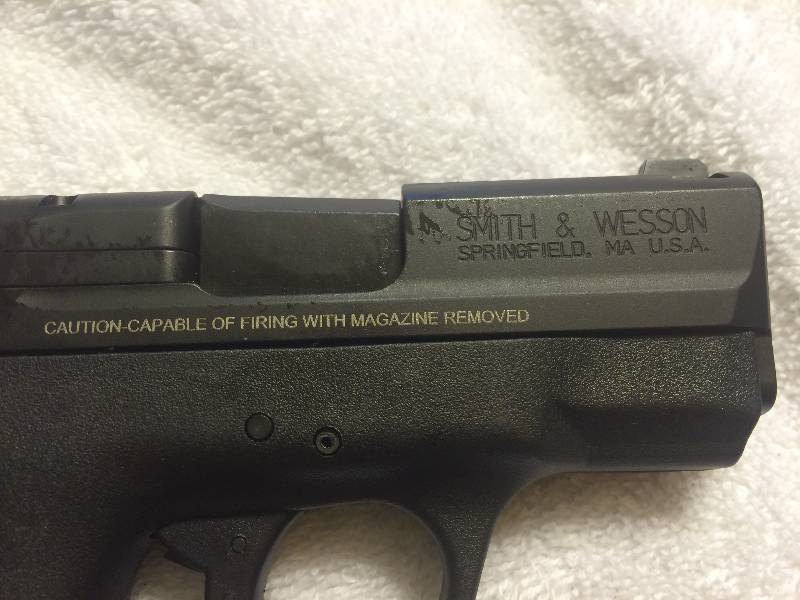 SMITH & WESSON
SPRINGFIELD, MA U.S.A.
CAUTION-CAPABLE OF FIRING WITH MAGAZINE REMOVED